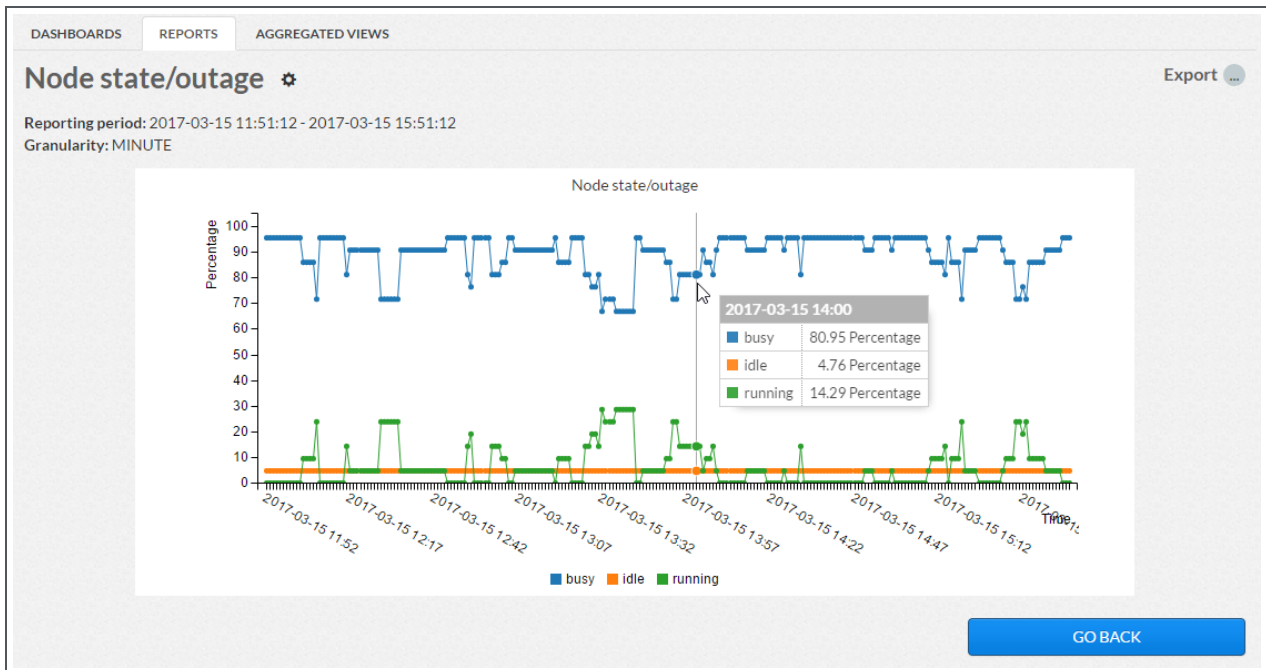 DASHBOARDS REPORTS AGGREGATED VIEWS
Node state/outage
Export ...
Reporting period: 2017-03-15 11:51:12 - 2017-03-15 15:51:12
Granularity: MINUTE
Node state/outage
Percentage
100
90
80
70
60
50
40
30
20
10
0
2017-03-15 14:00
busy 80.95 Percentage
idle 4.76 Percentage
running 14.29 Percentage
2017-03-15 11:52
2017-03-15 12:17
2017-03-15 12:42
2017-03-15 13:07
2017-03-15 13:32
2017-03-15 13:57
2017-03-15 14:22
2017-03-15 14:47
2017-03-15 15:12
Time
busy idle running
GO BACK